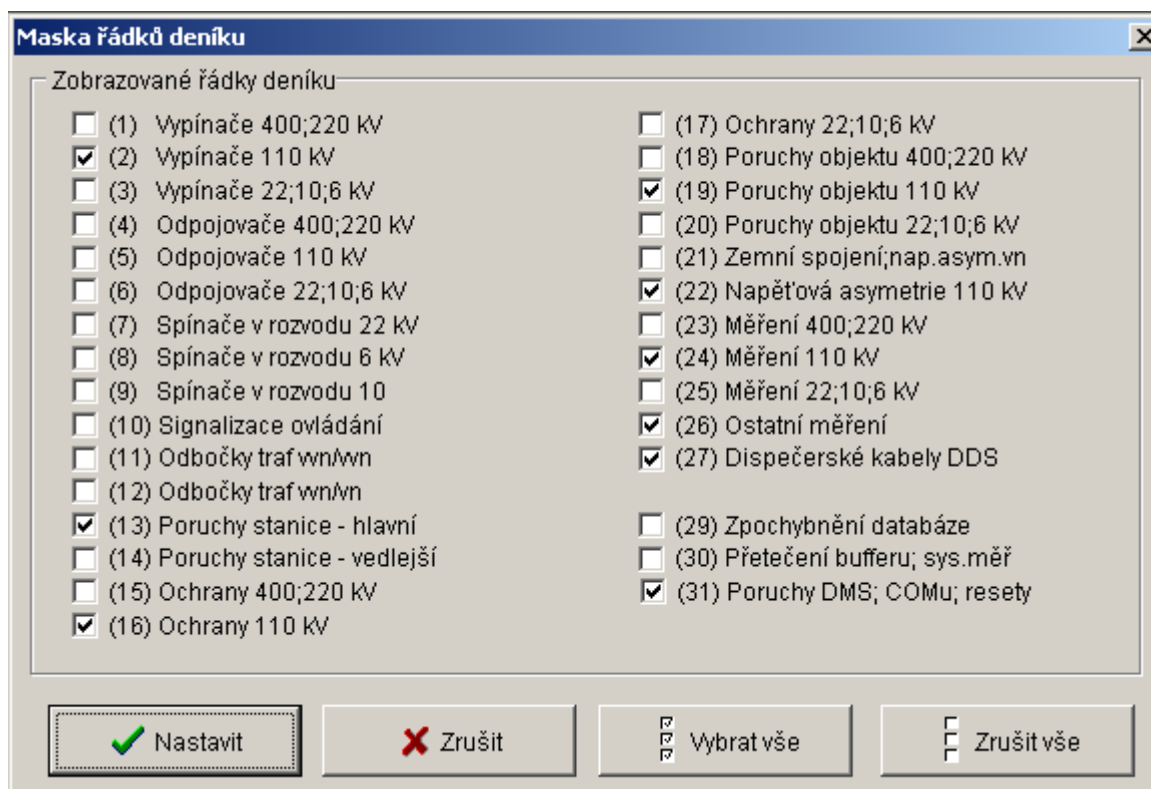 Maska řádků deníku
Zobrazované řádky deníku
(1) Vypínače 400;220 kV
(2) Vypínače 110 kV
(3) Vypínače 22;10;6 kV
(4) Odpojovače 400;220 kV
(5) Odpojovače 110 kV
(6) Odpojovače 22;10;6 kV
(7) Spínače v rozvodu 22 kV
(8) Spínače v rozvodu 6 kV
(9) Spínače v rozvodu 10
(10) Signalizace ovládání
(11) Odbočky traf vvn/vvn
(12) Odbočky traf vvn/vn
(13) Poruchy stanice - hlavní
(14) Poruchy stanice - vedlejší
(15) Ochrany 400;220 kV
(16) Ochrany 110 kV
(17) Ochrany 22;10;6 kV
(18) Poruchy objektu 400;220 kV
(19) Poruchy objektu 110 kV
(20) Poruchy objektu 22;10;6 kV
(21) Zemní spojení;nap.asym.vn
(22) Napěťová asymetrie 110 kV
(23) Měření 400;220 kV
(24) Měření 110 kV
(25) Měření 22;10;6 kV
(26) Ostatní měření
(27) Dispečerské kabely DDS
(29) Zpochybnění databáze
(30) Přetečení bufferu; sys.měř
(31) Poruchy DMS; COMu; resety
Nastavit
Zrušit
Vybrat vše
Zrušit vše